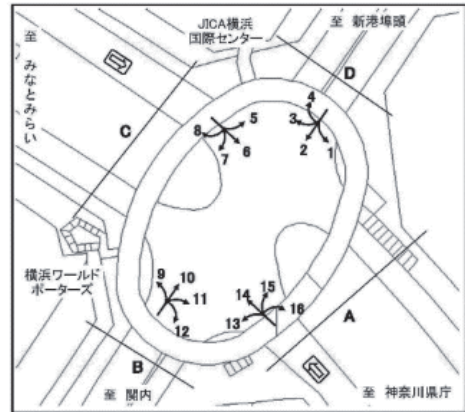 JICA横浜
国際センター
至 新港埠頭
至 みなとみらい
D
4
3
2
1
8
5
7
6
C
横浜ワールド
ポーターズ
9
10
11
12
15
14
13
16
A
B
至 関内
至 神奈川県庁